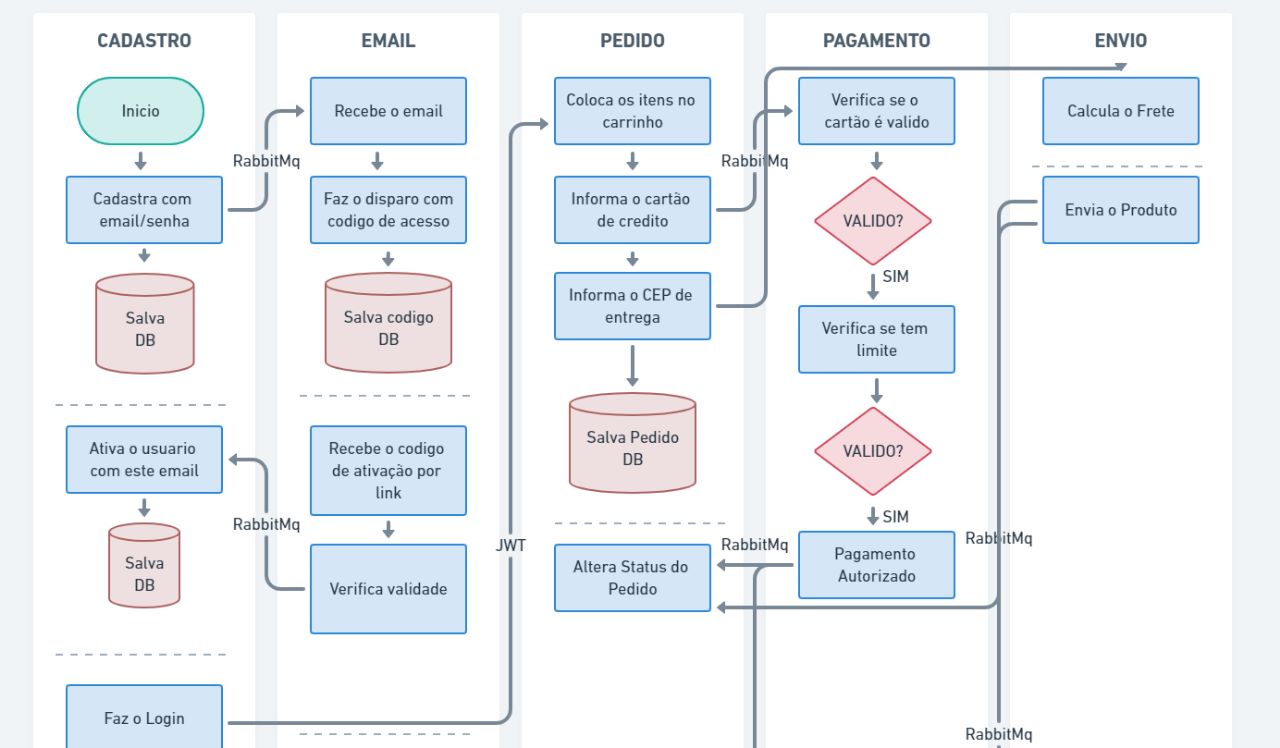 CADASTRO
Inicio
Cadastra com
email/senha
Salva
DB
Ativa o usuario
com este email
Salva
DB
Faz o Login
RabbitMq
RabbitMq
EMAIL
Recebe o email
Faz o disparo com
codigo de acesso
Salva codigo
DB
Recebe o codigo
de ativação por
link
Verifica validade
JWT
PEDIDO
Coloca os itens no
carrinho
Informa o cartão
de credito
Informa o CEP de
entrega
Salva Pedido
DB
Altera Status do
Pedido
RabbitMq
RabbitMq
PAGAMENTO
Verifica se o
cartão é valido
VALIDO?
SIM
Verifica se tem
limite
VALIDO?
SIM
Pagamento
Autorizado
RabbitMq
RabbitMq
ENVIO
Calcula o Frete
Envia o Produto